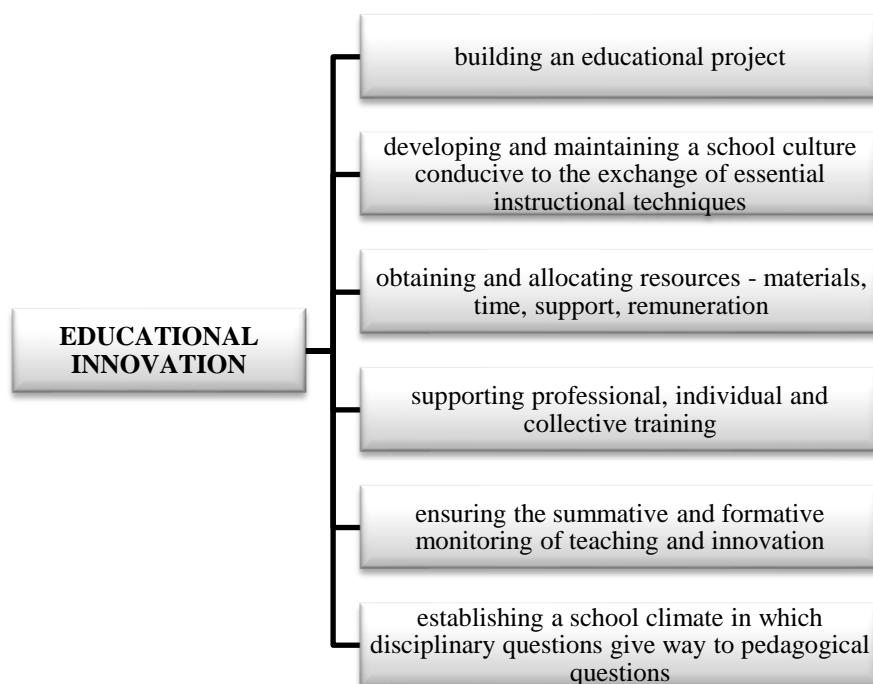 building an educational project
developing and maintaining a school culture
conducive to the exchange of essential
instructional techniques
obtaining and allocating resources - materials,
time, support, remuneration
EDUCATIONAL
INNOVATION
supporting professional, individual and
collective training
ensuring the summative and formative
monitoring of teaching and innovation
establishing a school climate in which
disciplinary questions give way to pedagogical
questions